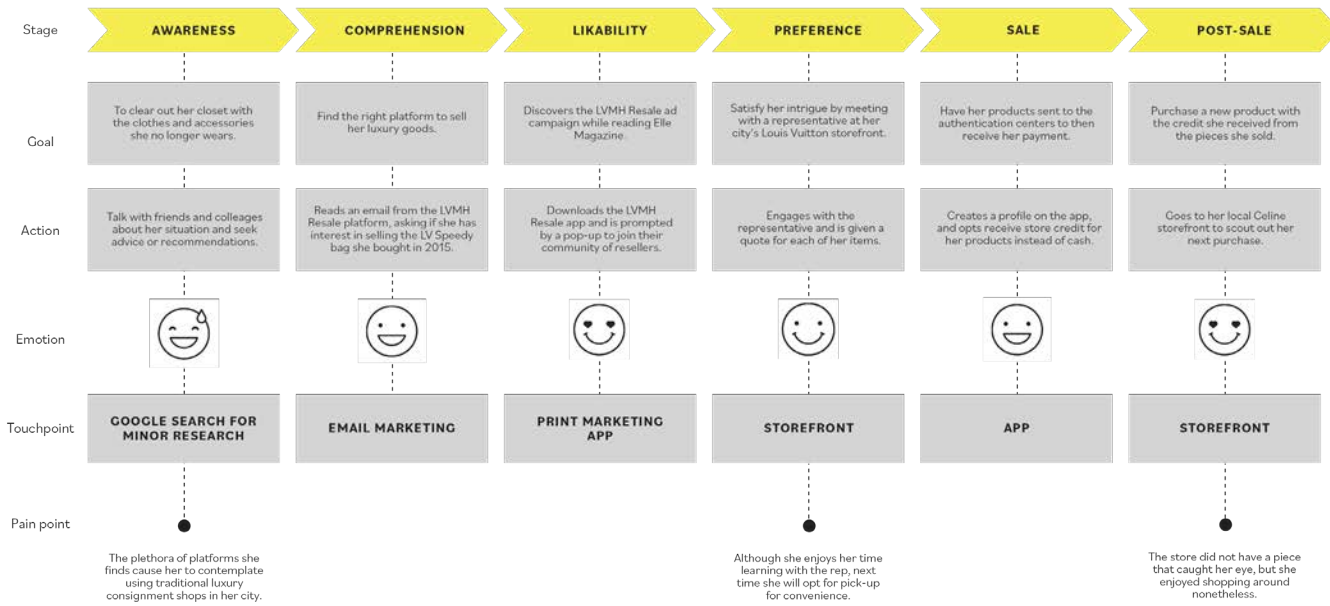 Stage
AWARENESS
COMPREHENSION
LIKABILITY
PREFERENCE
SALE
POST-SALE
Goal
To clear out her closet with
the clothes and accessories
she no longer wears.
Find the right platform to sell
her luxury goods.
Discovers the LVMH Resale ad
campaign while reading Elle
Magazine.
Satisfy her intrigue by meeting
with a representative at her
city's Louis Vuitton storefront.
Have her products sent to the
authentication centers to then
receive her payment.
Purchase a new product with
the credit she received from
the pieces she sold.
Action
Talk with friends and colleages
about her situation and seek
advice or recommendations.
Reads an email from the LVMH
Resale platform, asking if she has
interest in selling the LV Speedy
bag she bought in 2015.
Downloads the LVMH
Resale app and is prompted
by a pop-up to join their
community of resellers.
Engages with the
representative and is given a
quote for each of her items.
Creates a profile on the app,
and opts receive store credit for
her products instead of cash.
Goes to her local Celine
storefront to scout out her
next purchase.
Emotion
Touchpoint
GOOGLE SEARCH FOR
MINOR RESEARCH
EMAIL MARKETING
PRINT MARKETING
APP
STOREFRONT
APP
STOREFRONT
Pain point
The plethora of platforms she
finds cause her to contemplate
using traditional luxury
consignment shops in her city.
Although she enjoys her time
learning with the rep, next
time she will opt for pick-up
for convenience.
The store did not have a piece
that caught her eye, but she
enjoyed shopping around
nonetheless.